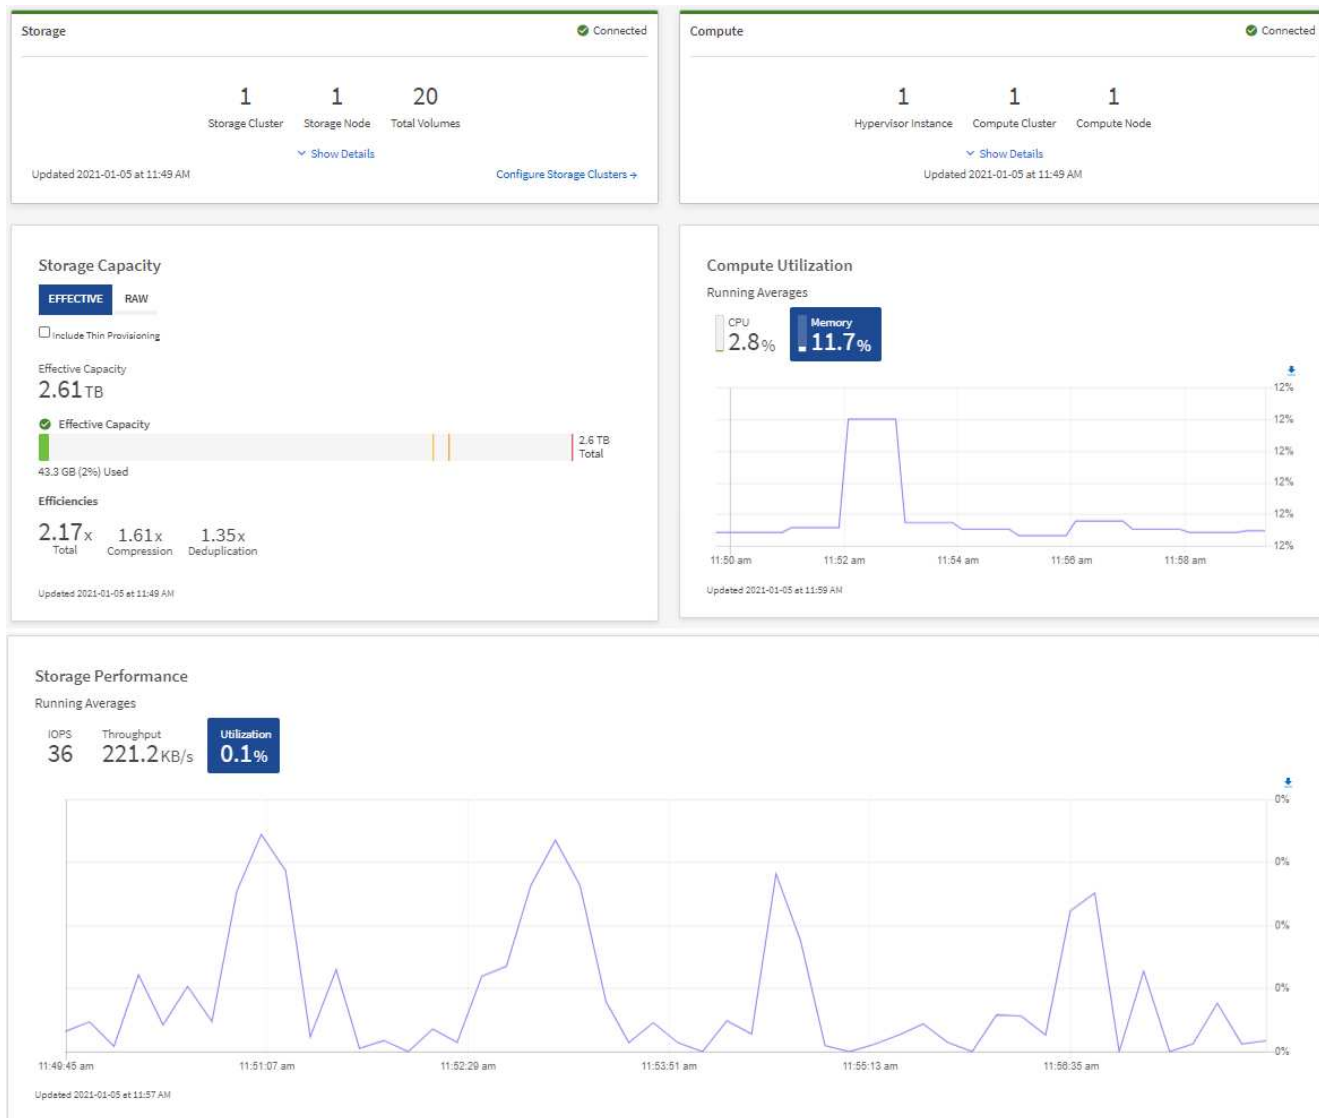 Storage
Connected
1 1 20
Storage Cluster Storage Node Total Volumes
Show Details
Updated 2021-01-05 at 11:49 AM Configure Storage Clusters →
Compute
Connected
1 1 1
Hypervisor Instance Compute Cluster Compute Node
Show Details
Updated 2021-01-05 at 11:49 AM
Storage Capacity
EFFECTIVE RAW
Include Thin Provisioning
Effective Capacity
2.61 TB
Effective Capacity
2.6 TB
Total
43.3 GB (2%) Used
Efficiencies
2.17x 1.61x 1.35x
Total Compression Deduplication
Updated 2021-01-05 at 11:49 AM
Compute Utilization
Running Averages
CPU Memory
2.8% 11.7%
12%
12%
12%
12%
12%
12%
11:50 am 11:52 am 11:54 am 11:56 am 11:58 am
Updated 2021-01-05 at 11:59 AM
Storage Performance
Running Averages
IOPS Throughput Utilization
36 221.2 KB/s 0.1%
0%
0%
0%
0%
0%
11:49:45 am 11:51:07 am 11:52:29 am 11:53:51 am 11:55:13 am 11:56:35 am
Updated 2021-01-05 at 11:57 AM